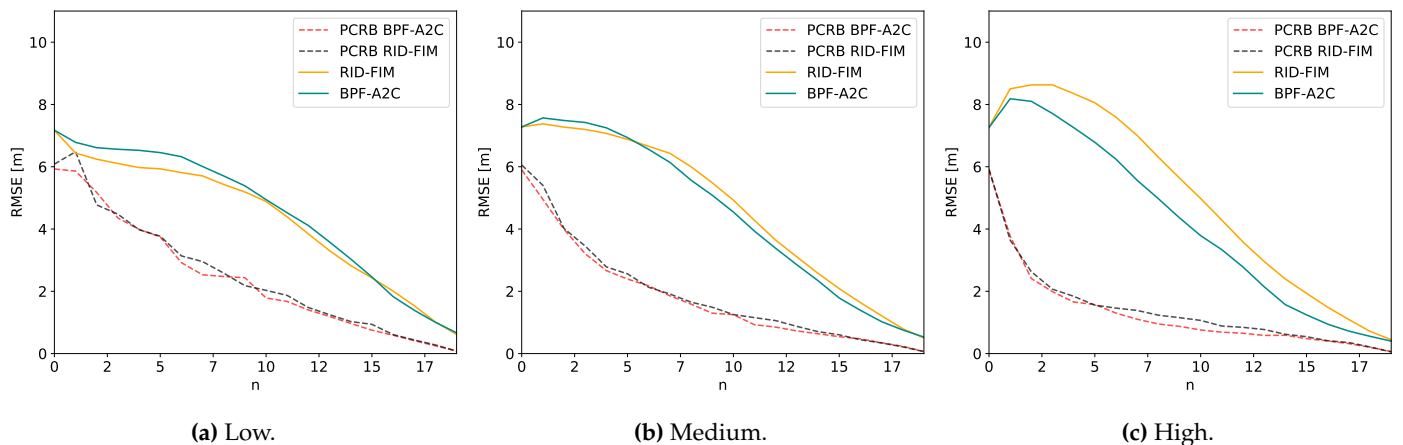 10
8
6
4
2
0
RMSE [m]
PCRB BPF-A2C
PCRB RID-FIM
RID-FIM
BPF-A2C
0 2 5 7 10 12 15 17
n
(a) Low.
10
8
6
4
2
0
RMSE [m]
PCRB BPF-A2C
PCRB RID-FIM
RID-FIM
BPF-A2C
0 2 5 7 10 12 15 17
n
(b) Medium.
10
8
6
4
2
0
RMSE [m]
PCRB BPF-A2C
PCRB RID-FIM
RID-FIM
BPF-A2C
0 2 5 7 10 12 15 17
n
(c) High.